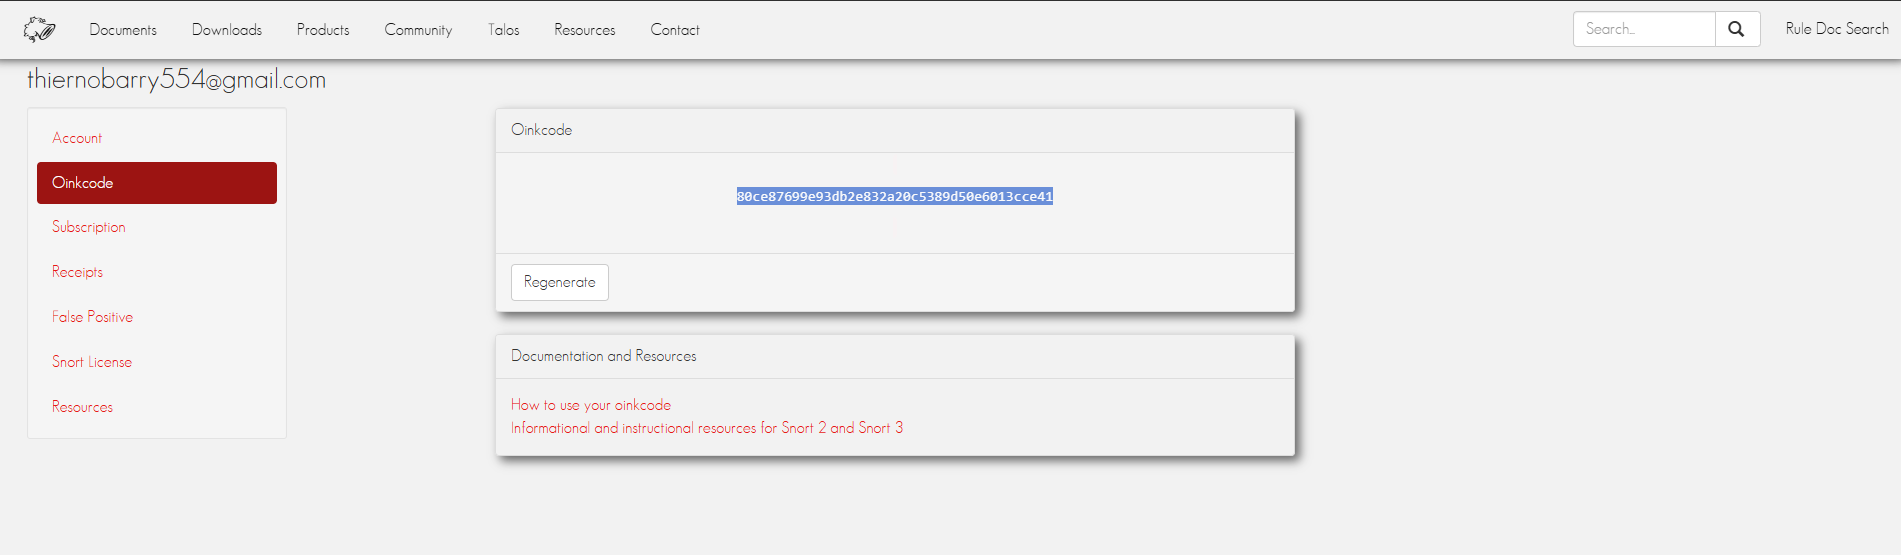 Documents Downloads Products Community Talos Resources Contact Search... Rule Doc Search
thiernobarry554@gmail.com
Account
Oinkcode
Subscription
Receipts
False Positive
Snort License
Resources
Oinkcode
80ce87699e93db2e832a20c5389d50e6013cce41
Regenerate
Documentation and Resources
How to use your oinkcode
Informational and instructional resources for Snort 2 and Snort 3